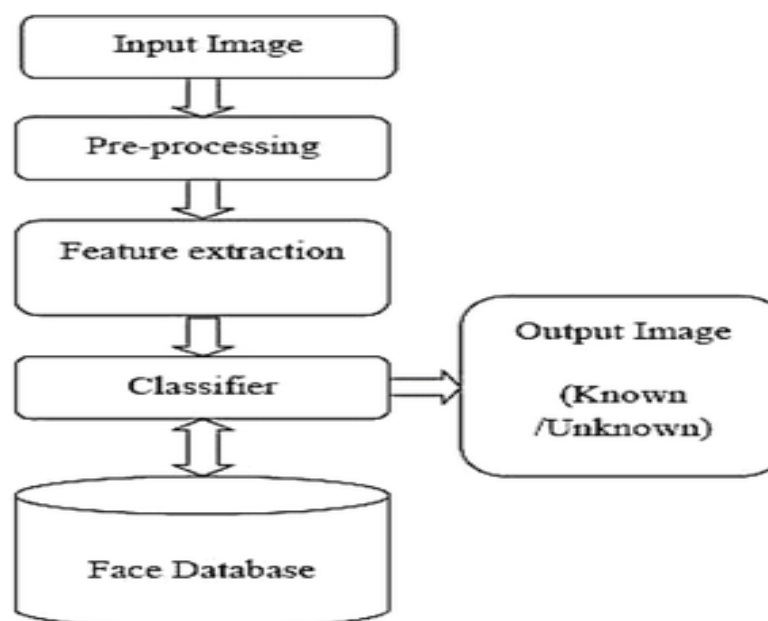 Input Image
Pre-processing
Feature extraction
Classifier
Output Image
(Known
/Unknown)
Face Database